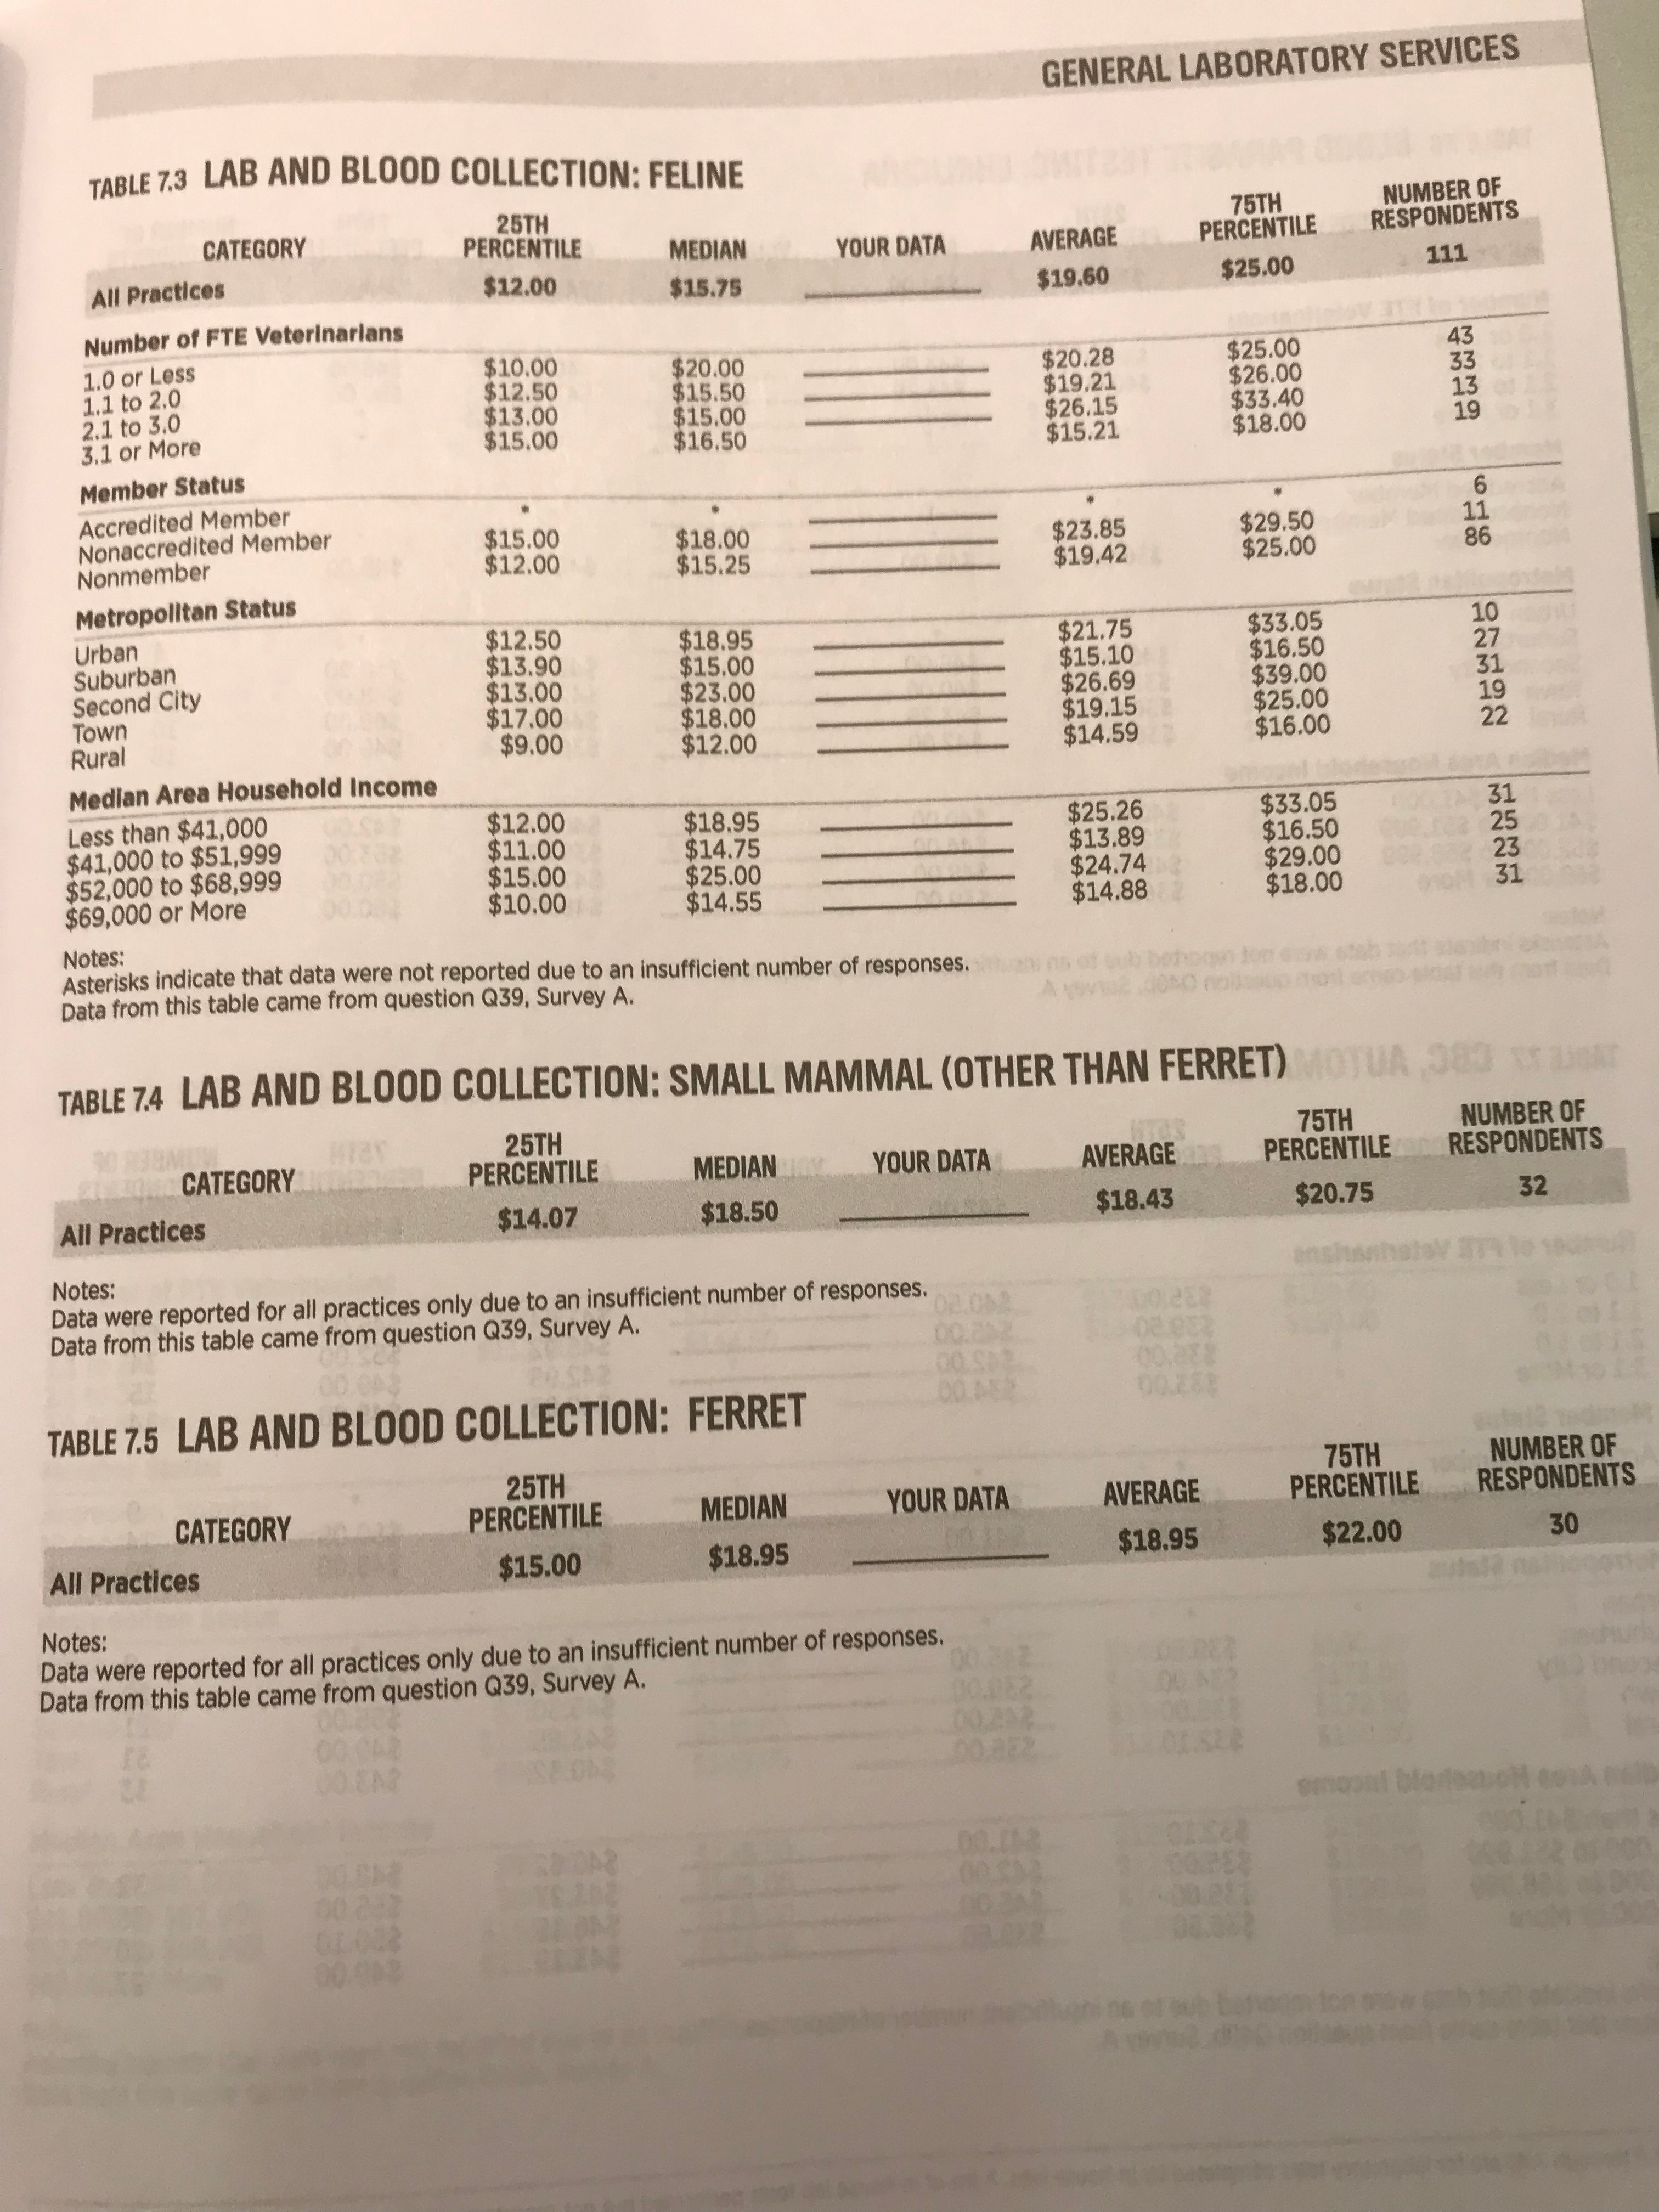 GENERAL LABORATORY SERVICES
TABLE 7.3 LAB AND BLOOD COLLECTION: FELINE
CATEGORY 25TH PERCENTILE MEDIAN YOUR DATA AVERAGE 75TH PERCENTILE NUMBER OF RESPONDENTS
All Practices $12.00 $15.75 $19.60 $25.00 111
Number of FTE Veterinarians
1.0 or Less $10.00 $20.00 $20.28 $25.00 43
1.1 to 2.0 $12.50 $15.50 $19.21 $26.00 33
2.1 to 3.0 $13.00 $15.00 $26.15 $33.40 13
3.1 or More $15.00 $16.50 $15.21 $18.00 19
Member Status
Accredited Member * * * * 6
Nonaccredited Member $15.00 $18.00 $23.85 $29.50 11
Nonmember $12.00 $15.25 $19.42 $25.00 86
Metropolitan Status
Urban $12.50 $18.95 $21.75 $33.05 10
Suburban $13.90 $15.00 $15.10 $16.50 27
Second City $13.00 $23.00 $26.69 $39.00 31
Town $17.00 $18.00 $19.15 $25.00 19
Rural $9.00 $12.00 $14.59 $16.00 22
Median Area Household Income
Less than $41,000 $12.00 $18.95 $25.26 $33.05 31
$41,000 to $51,999 $11.00 $14.75 $13.89 $16.50 25
$52,000 to $68,999 $15.00 $25.00 $24.74 $29.00 23
$69,000 or More $10.00 $14.55 $14.88 $18.00 31
Notes:
Asterisks indicate that data were not reported due to an insufficient number of responses.
Data from this table came from question Q39, Survey A.
TABLE 7.4 LAB AND BLOOD COLLECTION: SMALL MAMMAL (OTHER THAN FERRET)
CATEGORY 25TH PERCENTILE MEDIAN YOUR DATA AVERAGE 75TH PERCENTILE NUMBER OF RESPONDENTS
All Practices $14.07 $18.50 $18.43 $20.75 32
Notes:
Data were reported for all practices only due to an insufficient number of responses.
Data from this table came from question Q39, Survey A.
TABLE 7.5 LAB AND BLOOD COLLECTION: FERRET
CATEGORY 25TH PERCENTILE MEDIAN YOUR DATA AVERAGE 75TH PERCENTILE NUMBER OF RESPONDENTS
All Practices $15.00 $18.95 $18.95 $22.00 30
Notes:
Data were reported for all practices only due to an insufficient number of responses.
Data from this table came from question Q39, Survey A.